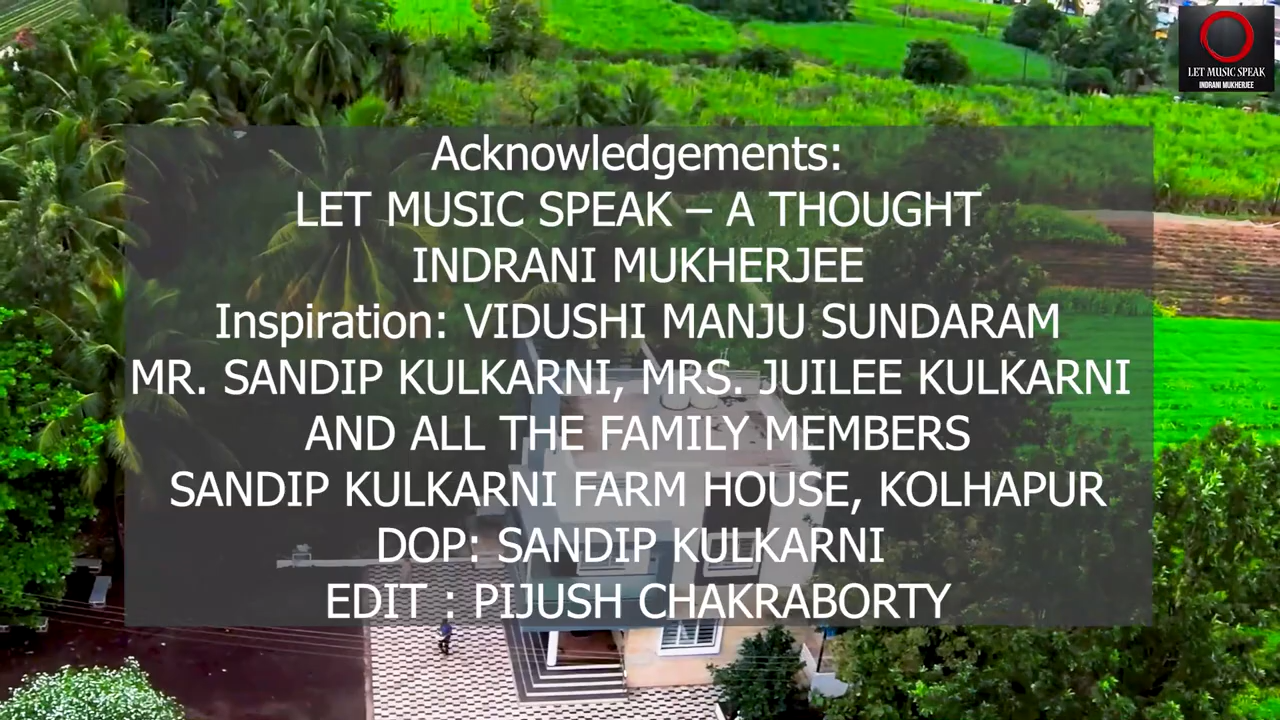 LET MUSIC SPEAK
INDRANI MUKHERJEE
Acknowledgements:
LET MUSIC SPEAK – A THOUGHT
INDRANI MUKHERJEE
Inspiration: VIDUSHI MANJU SUNDARAM
MR. SANDIP KULKARNI, MRS. JUILEE KULKARNI
AND ALL THE FAMILY MEMBERS
SANDIP KULKARNI FARM HOUSE, KOLHAPUR
DOP: SANDIP KULKARNI
EDIT : PIJUSH CHAKRABORTY